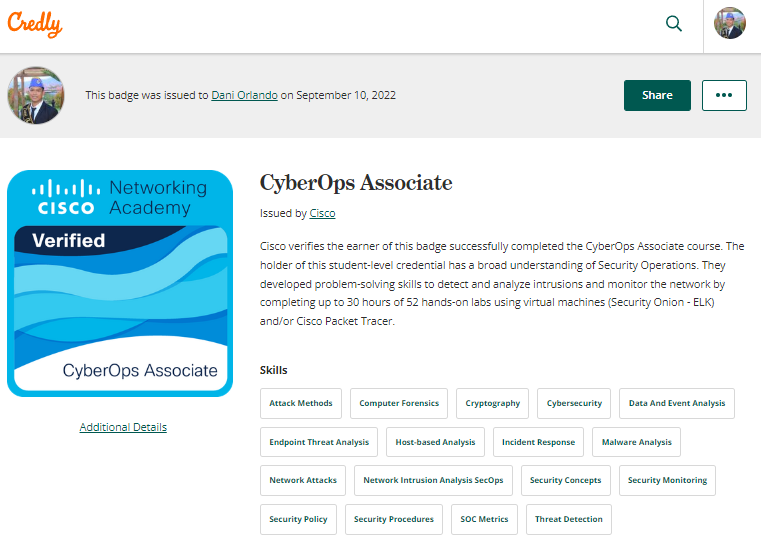 Credly
This badge was issued to Dani Orlando on September 10, 2022
Share
•••
CISCO
Networking
Academy
Verified
CyberOps Associate
Additional Details
CyberOps Associate
Issued by Cisco
Cisco verifies the earner of this badge successfully completed the CyberOps Associate course. The
holder of this student-level credential has a broad understanding of Security Operations. They
developed problem-solving skills to detect and analyze intrusions and monitor the network by
completing up to 30 hours of 52 hands-on labs using virtual machines (Security Onion - ELK)
and/or Cisco Packet Tracer.
Skills
Attack Methods Computer Forensics Cryptography Cybersecurity Data And Event Analysis
Endpoint Threat Analysis Host-based Analysis Incident Response Malware Analysis
Network Attacks Network Intrusion Analysis SecOps Security Concepts Security Monitoring
Security Policy Security Procedures SOC Metrics Threat Detection